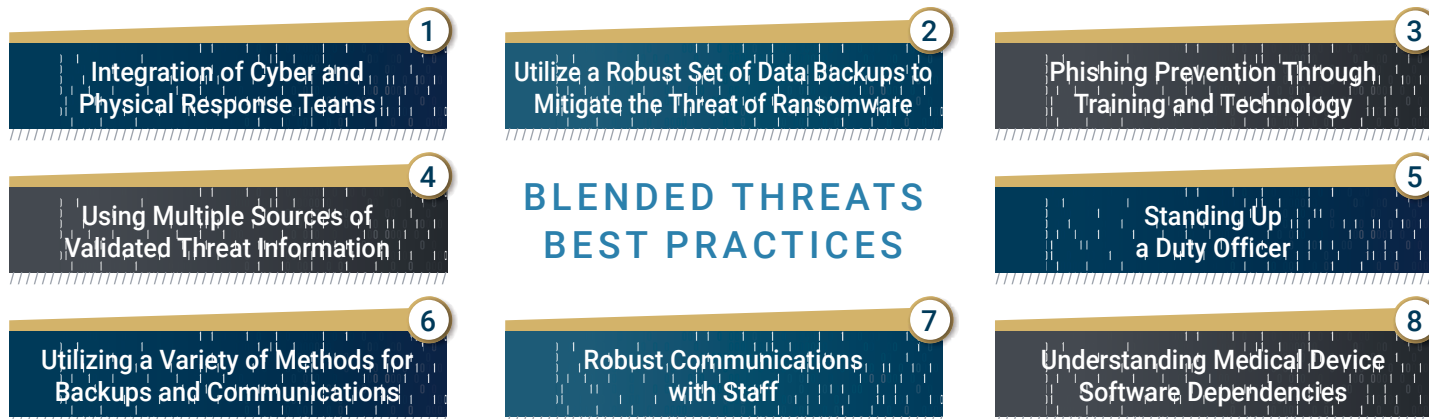 1
Integration of Cyber and
Physical Response Teams
2
Utilize a Robust Set of Data Backups to
Mitigate the Threat of Ransomware
3
Phishing Prevention Through
Training and Technology
4
Using Multiple Sources of
Validated Threat Information
BLENDED THREATS
BEST PRACTICES
5
Standing Up
a Duty Officer
6
Utilizing a Variety of Methods for
Backups and Communications
7
Robust Communications
with Staff
8
Understanding Medical Device
Software Dependencies